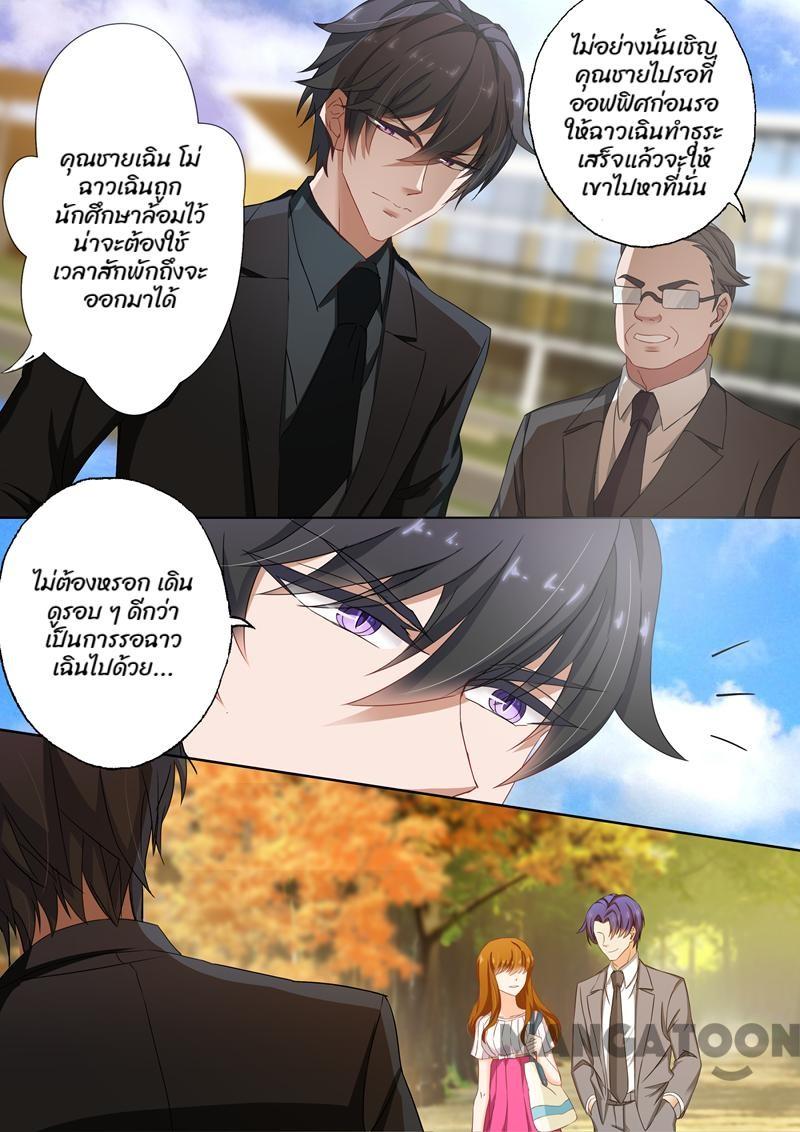 คุณชายเฉิน โม่
ฉาวเฉินถูก
นักศึกษาล้อมไว้
น่าจะต้องใช้
เวลาสักพักถึงจะ
ออกมาได้
ไม่อย่างนั้นเชิญ
คุณชายไปรอที่
ออฟฟิศก่อนรอ
ให้ฉาวเฉินทำธุระ
เสร็จแล้วจะให้
เขาไปหาที่นั่น
ไม่ต้องหรอก เดิน
ดูรอบ ๆ ดีกว่า
เป็นการรอฉาว
เฉินไปด้วย...
MANGATOON